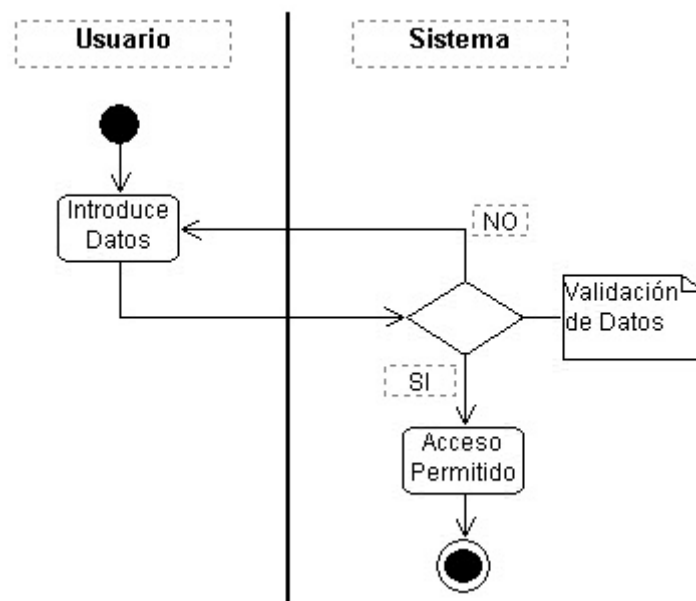 Usuario
Sistema
Introduce
Datos
NO
Validación
de Datos
SI
Acceso
Permitido